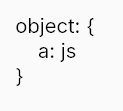 object: {
    a: js
}